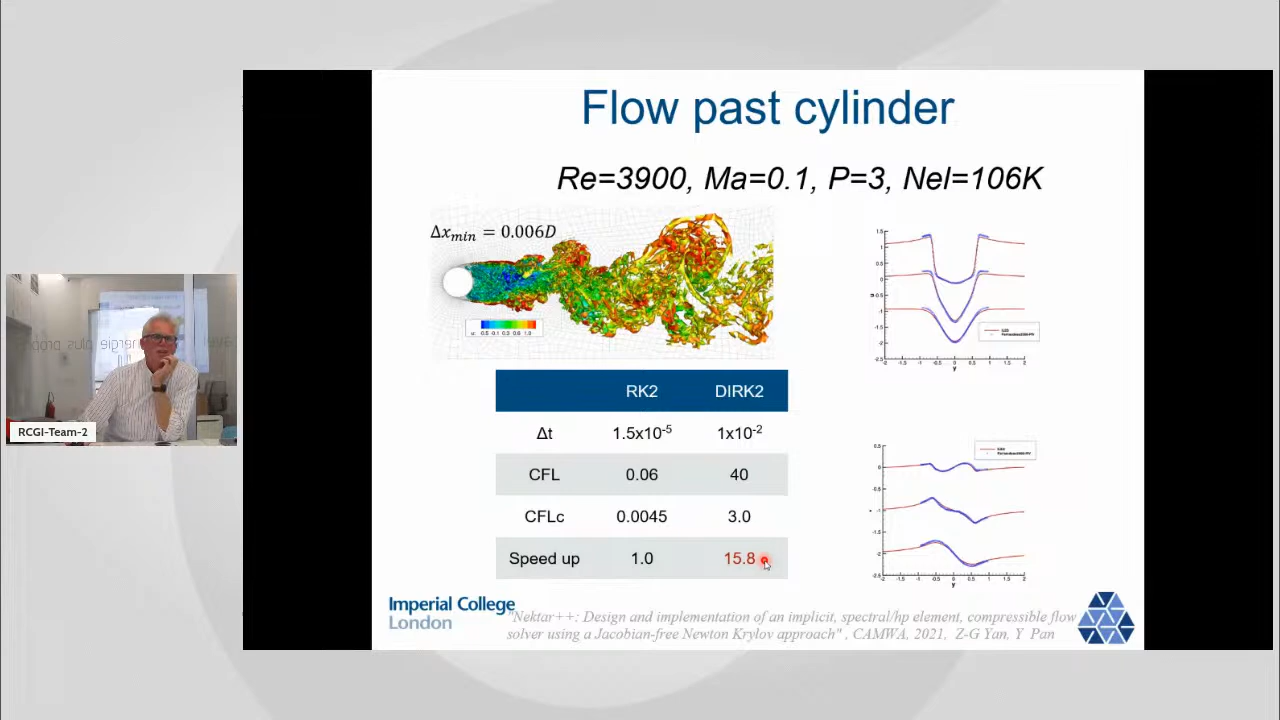 Flow past cylinder
Re=3900, Ma=0.1, P=3, Nel=106K
Δx_min = 0.006D
RK2 DIRK2
Δt 1.5x10⁻⁵ 1x10⁻²
CFL 0.06 40
CFLc 0.0045 3.0
Speed up 1.0 15.8
RCGI-Team-2
Imperial College
London
"Nektar++: Design and implementation of an implicit, spectral/hp element, compressible flow
solver using a Jacobian-free Newton Krylov approach" , CAMWA, 2021, Z-G Yan, Y Pan